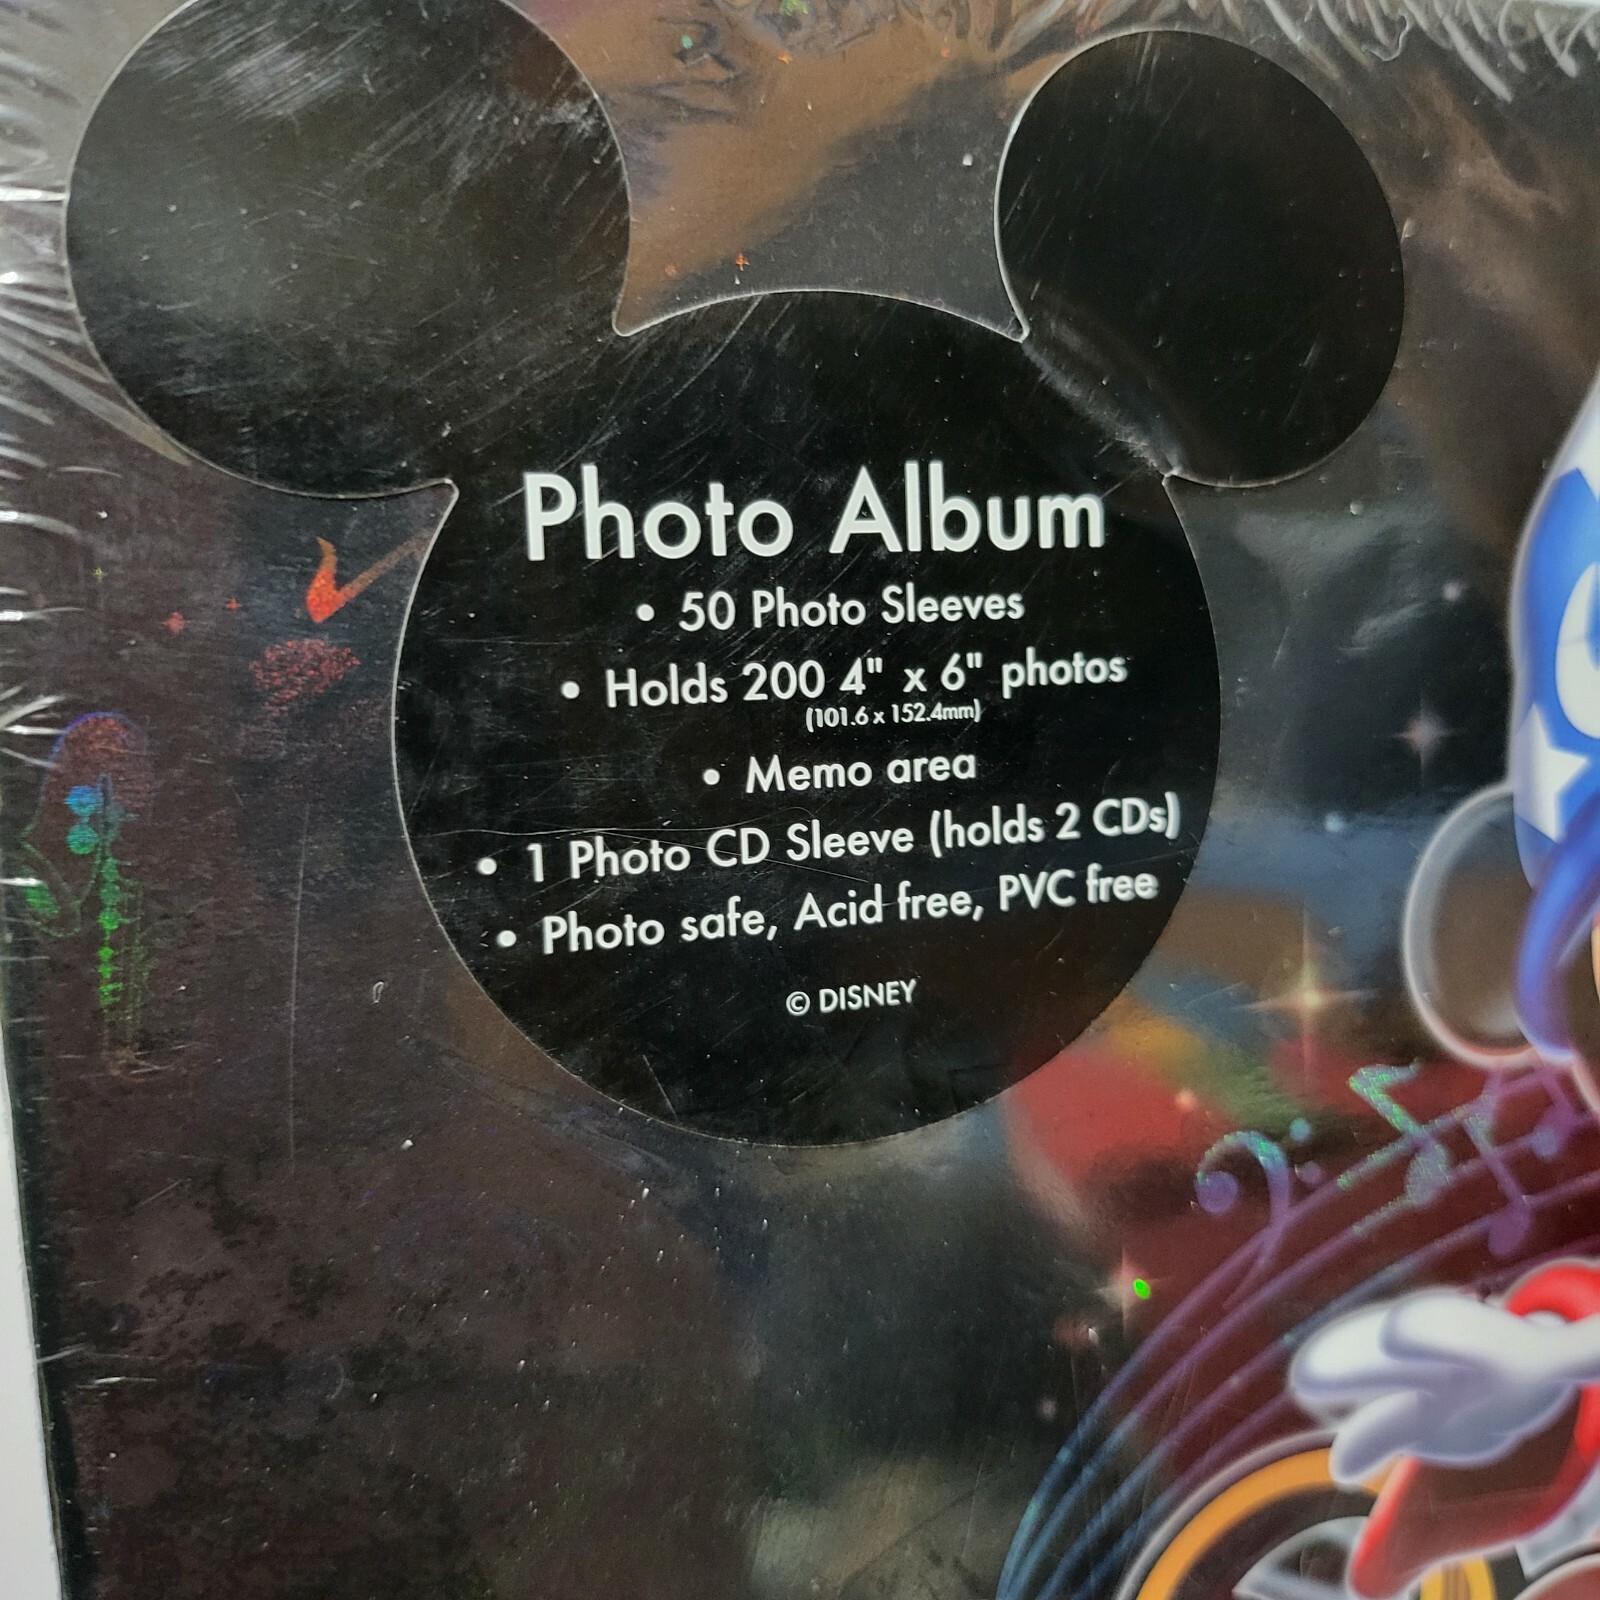 Photo Album
• 50 Photo Sleeves
• Holds 200 4" x 6" photos
(101.6 x 152.4mm)
• Memo area
• 1 Photo CD Sleeve (holds 2 CDs)
• Photo safe, Acid free, PVC free
© DISNEY